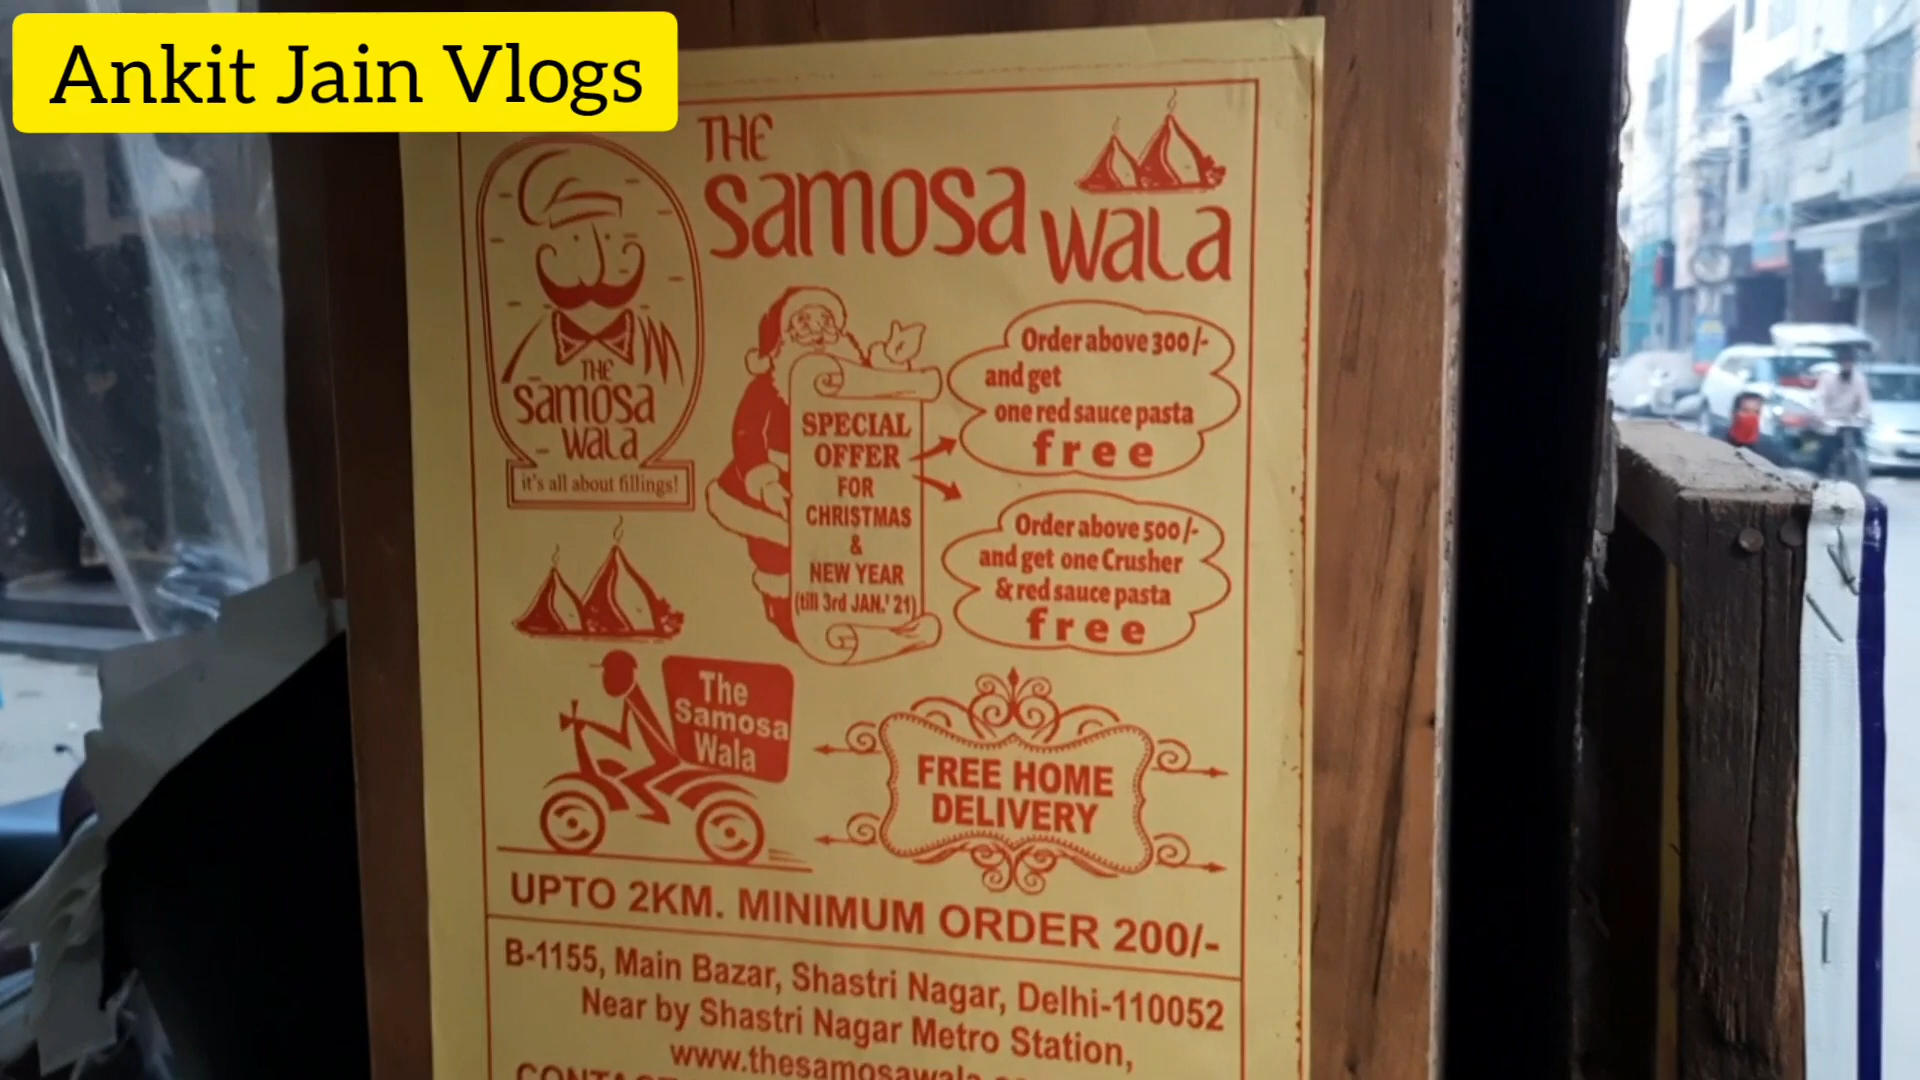 Ankit Jain Vlogs
THE
samosa
wala
THE
samosa
wala
it's all about fillings!
SPECIAL
OFFER
FOR
CHRISTMAS
&
NEW YEAR
(till 3rd JAN.' 21)
Order above 300/-
and get
one red sauce pasta
free
Order above 500/-
and get one Crusher
& red sauce pasta
free
The
Samosa
Wala
FREE HOME
DELIVERY
UPTO 2KM. MINIMUM ORDER 200/-
B-1155, Main Bazar, Shastri Nagar, Delhi-110052
Near by Shastri Nagar Metro Station,
www.thesamosawala